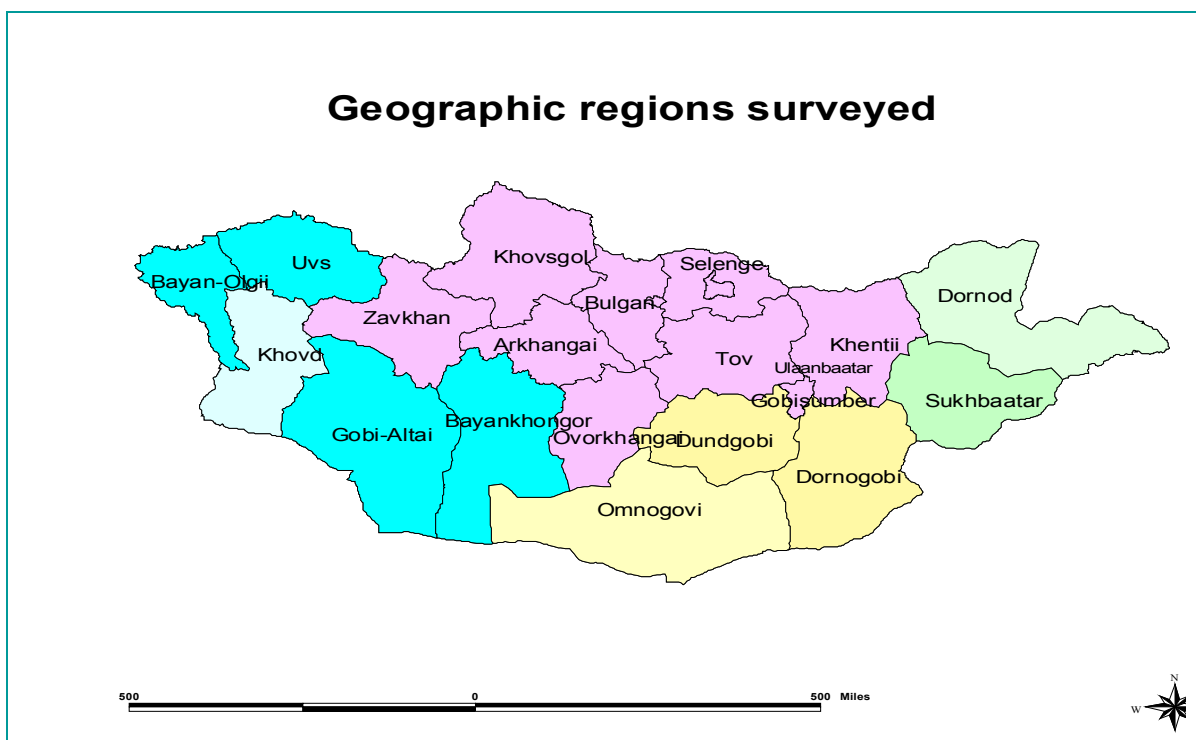 Geographic regions surveyed
Khovsgol
Selenge
Uvs
Bayan-Olgii
Dornod
Bulgan
Zavkhan
Arkhangai
Khentii
Khovd
Tov
Ulaanbaatar
Gobisumber
Sukhbaatar
Bayankhongor
Gobi-Altai
Ovorkhangai
Dundgobi
Dornogobi
Omnogovi
500 0 500 Miles
N
W
S